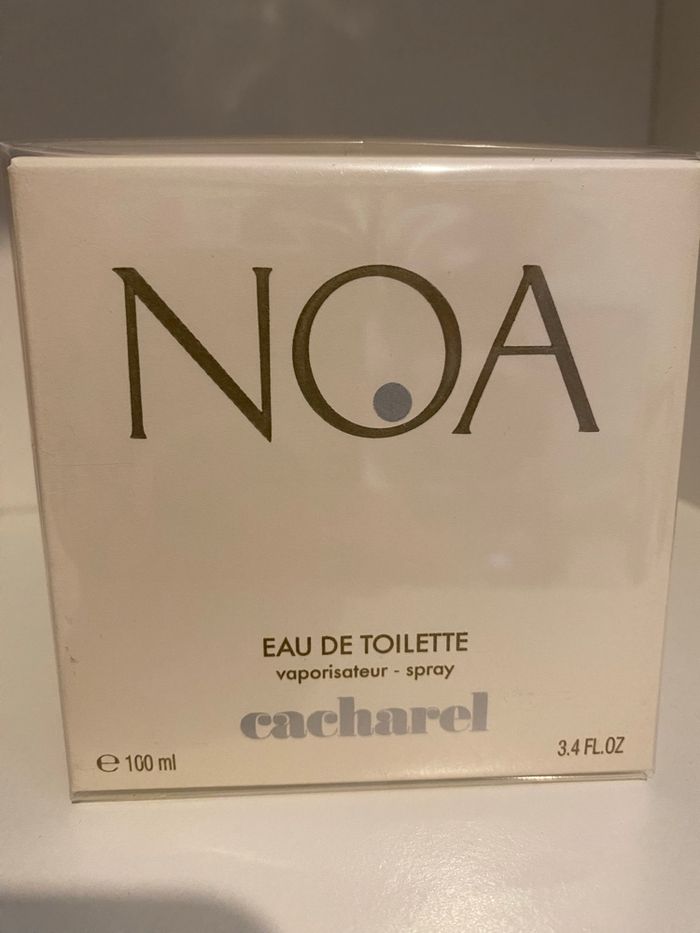 NOA
EAU DE TOILETTE
vaporisateur - spray
cacharel
℮ 100 ml
3.4 FL.OZ